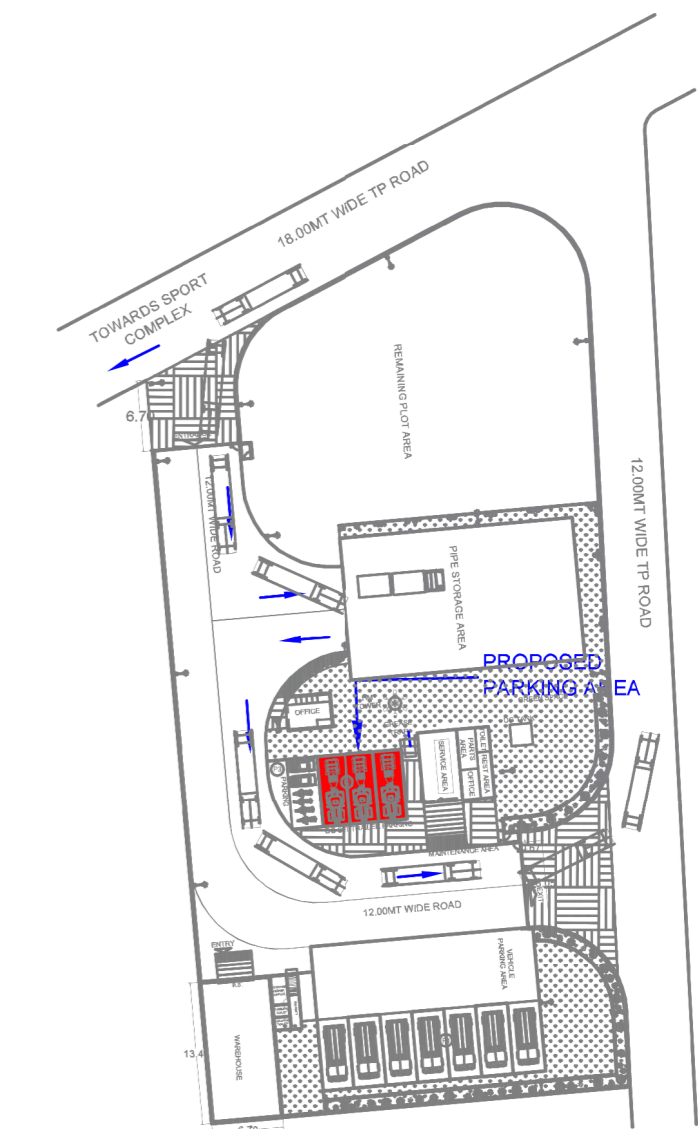 18.00MT WIDE TP ROAD
TOWARDS SPORT
COMPLEX
REMAINING PLOT AREA
12.00MT WIDE ROAD
12.00MT WIDE TP ROAD
PIPE STORAGE AREA
PROPOSED
PARKING AREA
OFFICE
TOILET
REST AREA
PARTS
AREA
OFFICE
SERVICE AREA
PARKING
MAINTENANCE AREA
EXIT
12.00MT WIDE ROAD
ENTRY
VEHICLE
PARKING AREA
WAREHOUSE
13.4